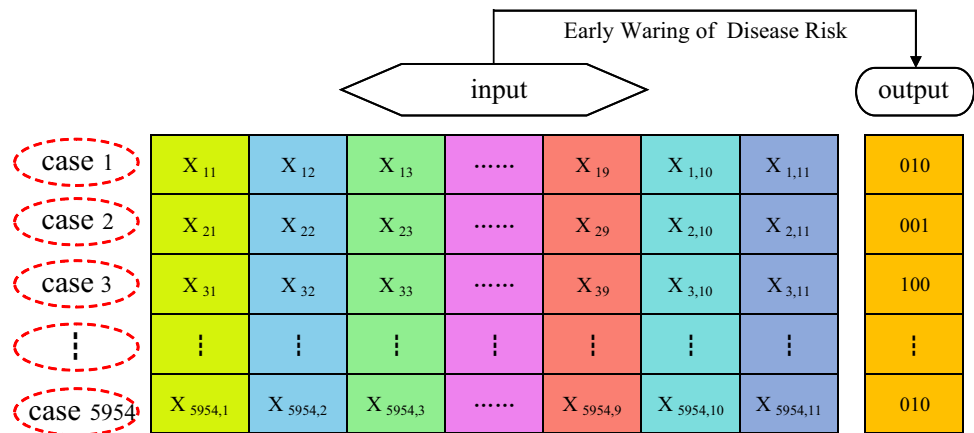 Early Waring of Disease Risk
input
output
case 1 X 11 X 12 X 13 ...... X 19 X 1,10 X 1,11 010
case 2 X 21 X 22 X 23 ...... X 29 X 2,10 X 2,11 001
case 3 X 31 X 32 X 33 ...... X 39 X 3,10 X 3,11 100
⋮ ⋮ ⋮ ⋮ ...... ⋮ ⋮ ⋮ ⋮
case 5954 X 5954,1 X 5954,2 X 5954,3 ...... X 5954,9 X 5954,10 X 5954,11 010